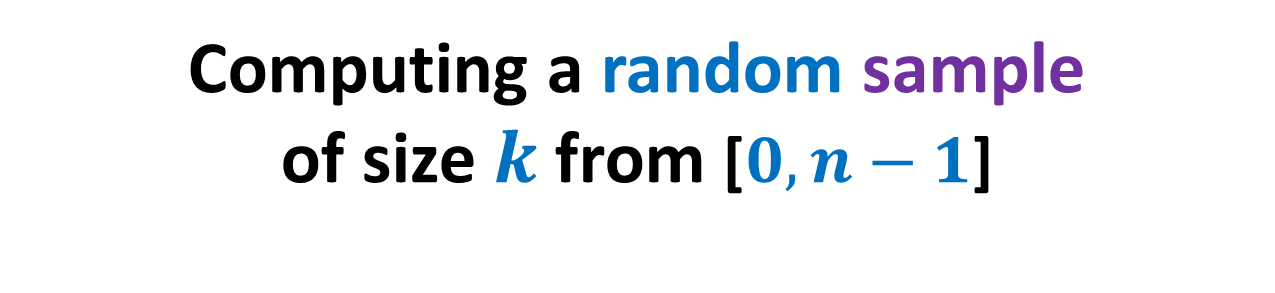 Computing a random sample
of size k from [0, n − 1]